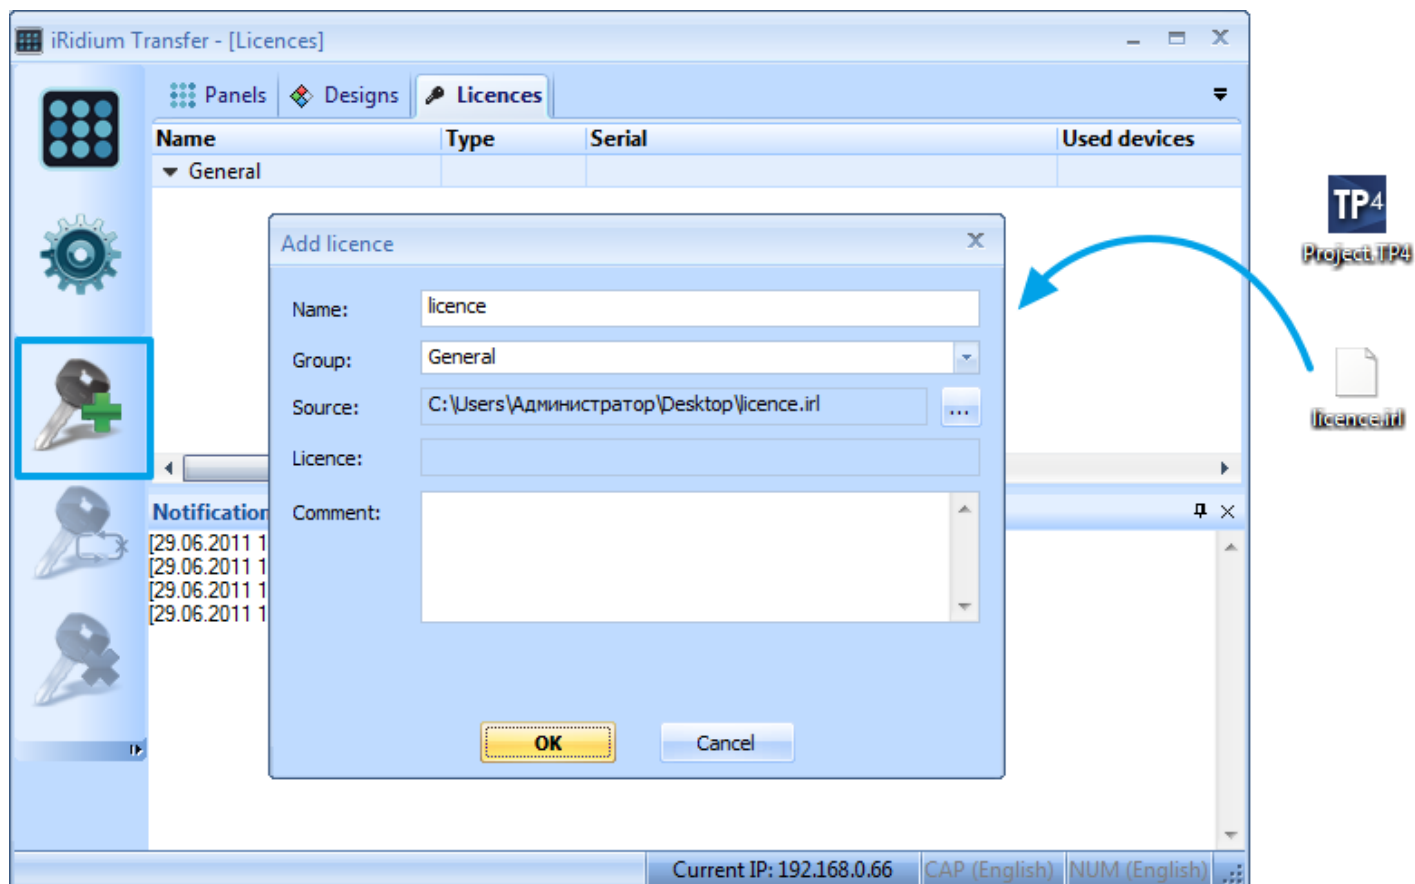 iRidium Transfer - [Licences]
Panels Designs Licences
Name Type Serial Used devices
General
TP4
Project.TP4
Add licence
Name: licence
Group: General
Source: C:\Users\Администратор\Desktop\licence.irl ...
Licence:
Comment:
OK Cancel
licence.irl
Notification
[29.06.2011 1
[29.06.2011 1
[29.06.2011 1
[29.06.2011 1
Current IP: 192.168.0.66 CAP (English) NUM (English)